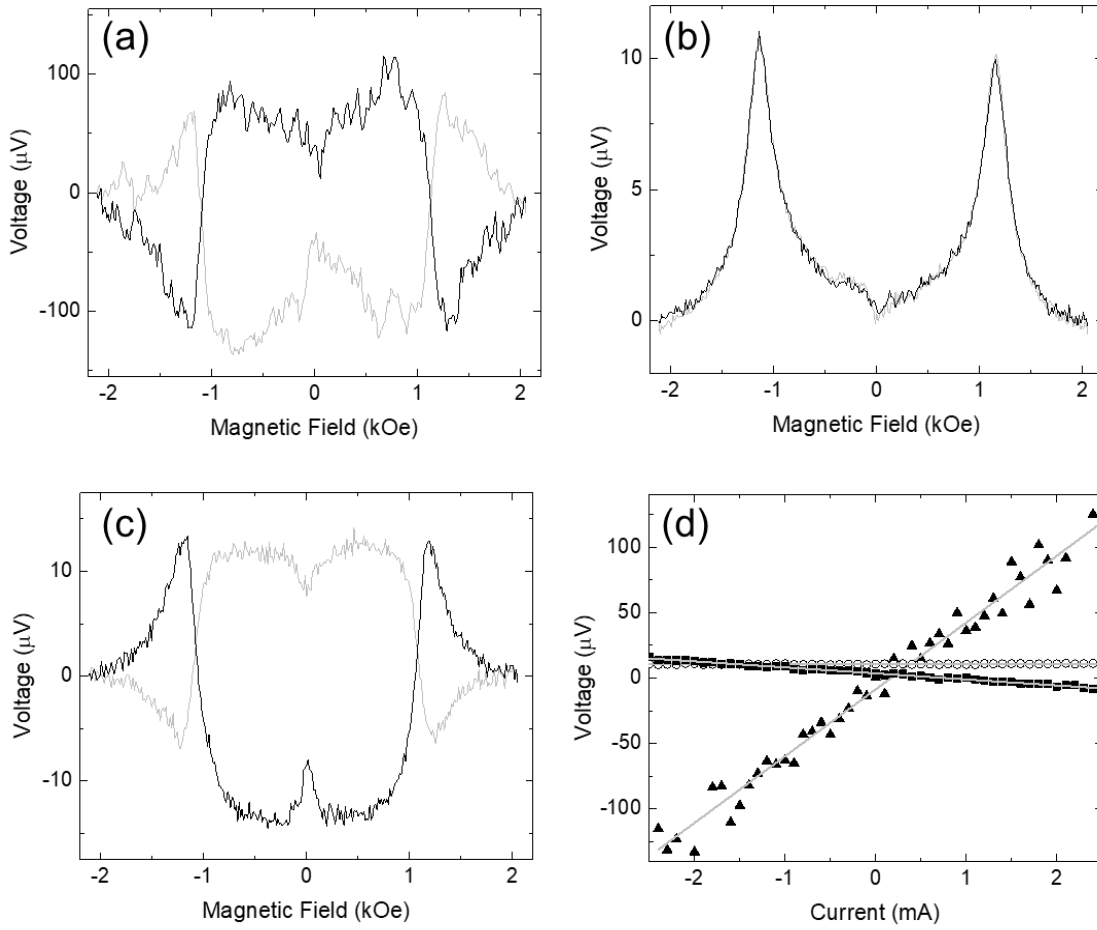 (a)
100
0
-100
Voltage (μV)
-2
-1
0
1
2
Magnetic Field (kOe)
(b)
10
5
0
Voltage (μV)
-2
-1
0
1
2
Magnetic Field (kOe)
(c)
10
0
-10
Voltage (μV)
-2
-1
0
1
2
Magnetic Field (kOe)
(d)
100
50
0
-50
-100
Voltage (μV)
-2
-1
0
1
2
Current (mA)